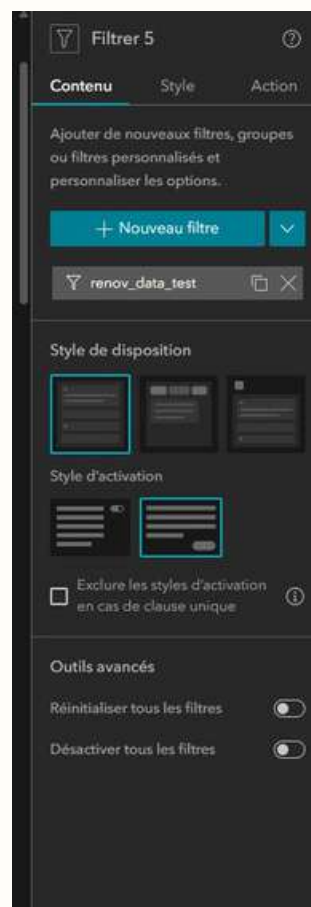 Filtrer 5
Contenu Style Action
Ajouter de nouveaux filtres, groupes
ou filtres personnalisés et
personnaliser les options.
Nouveau filtre
renov_data_test
Style de disposition
Style d'activation
Exclure les styles d'activation
en cas de clause unique
Outils avancés
Réinitialiser tous les filtres
Désactiver tous les filtres